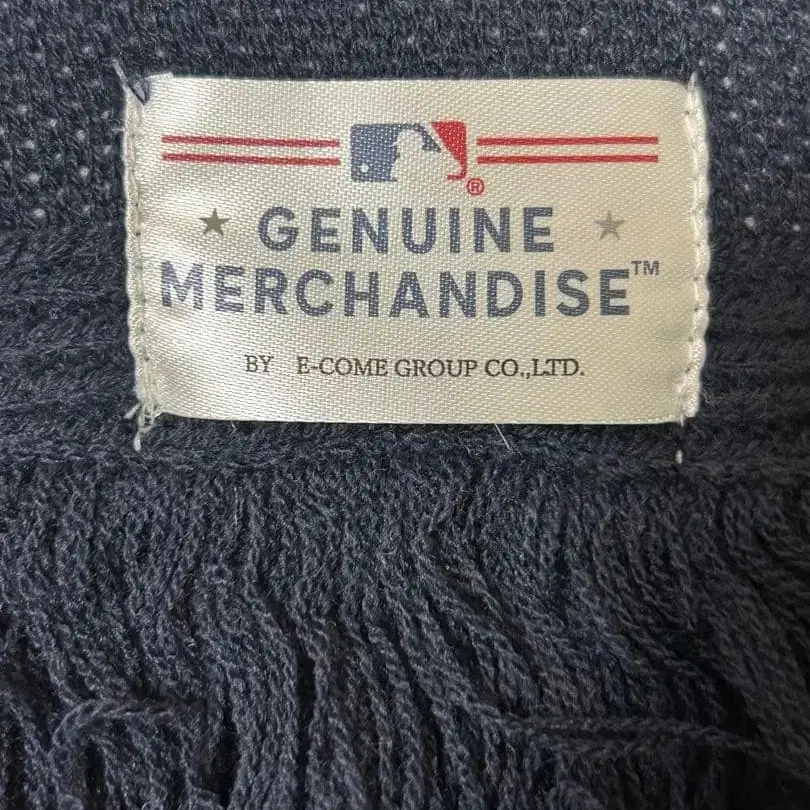 ®
★ GENUINE ★
MERCHANDISE™
BY E-COME GROUP CO.,LTD.